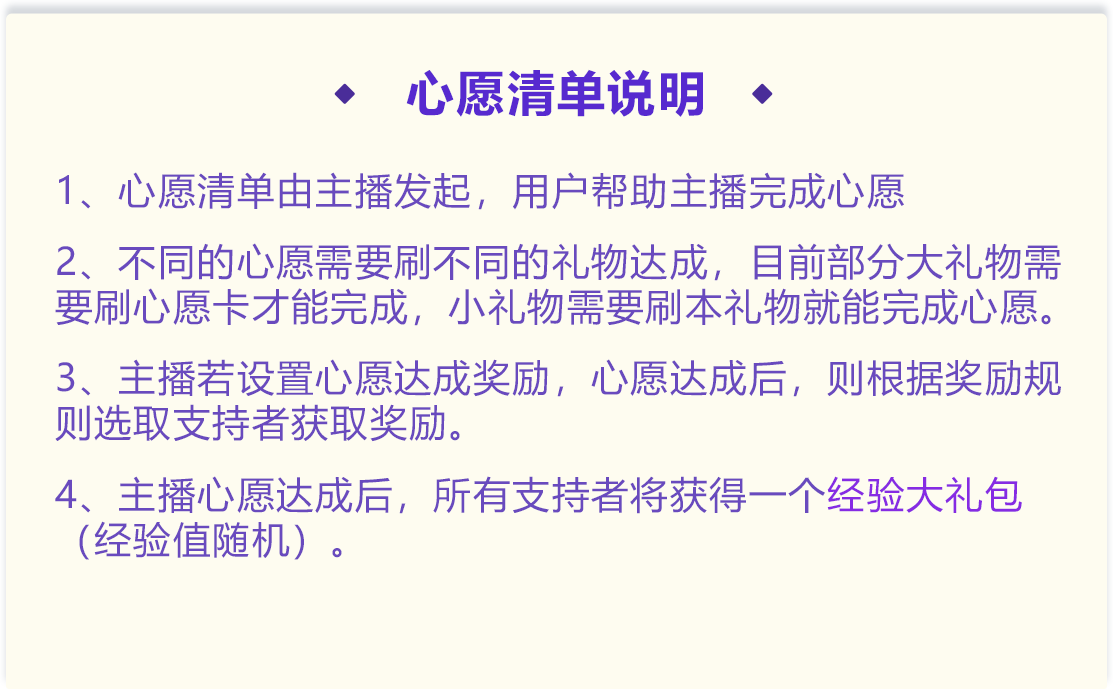 心愿清单说明
1、心愿清单由主播发起，用户帮助主播完成心愿
2、不同的心愿需要刷不同的礼物达成，目前部分大礼物需
要刷心愿卡才能完成，小礼物需要刷本礼物就能完成心愿。
3、主播若设置心愿达成奖励，心愿达成后，则根据奖励规
则选取支持者获取奖励。
4、主播心愿达成后，所有支持者将获得一个经验大礼包
（经验值随机）。